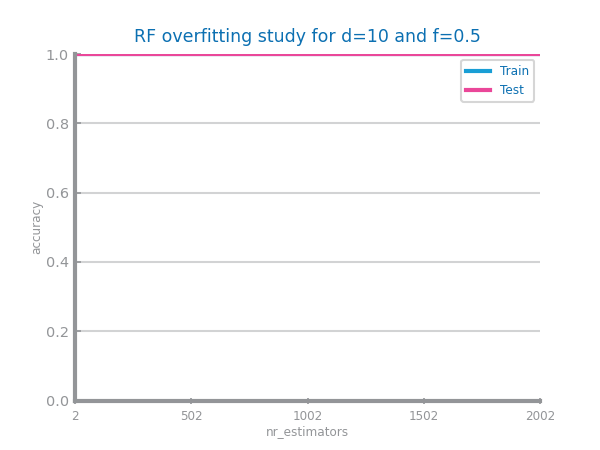 RF overfitting study for d=10 and f=0.5
1.0
Train
Test
0.8
0.6
accuracy
0.4
0.2
0.0
2 502 1002 1502 2002
nr_estimators